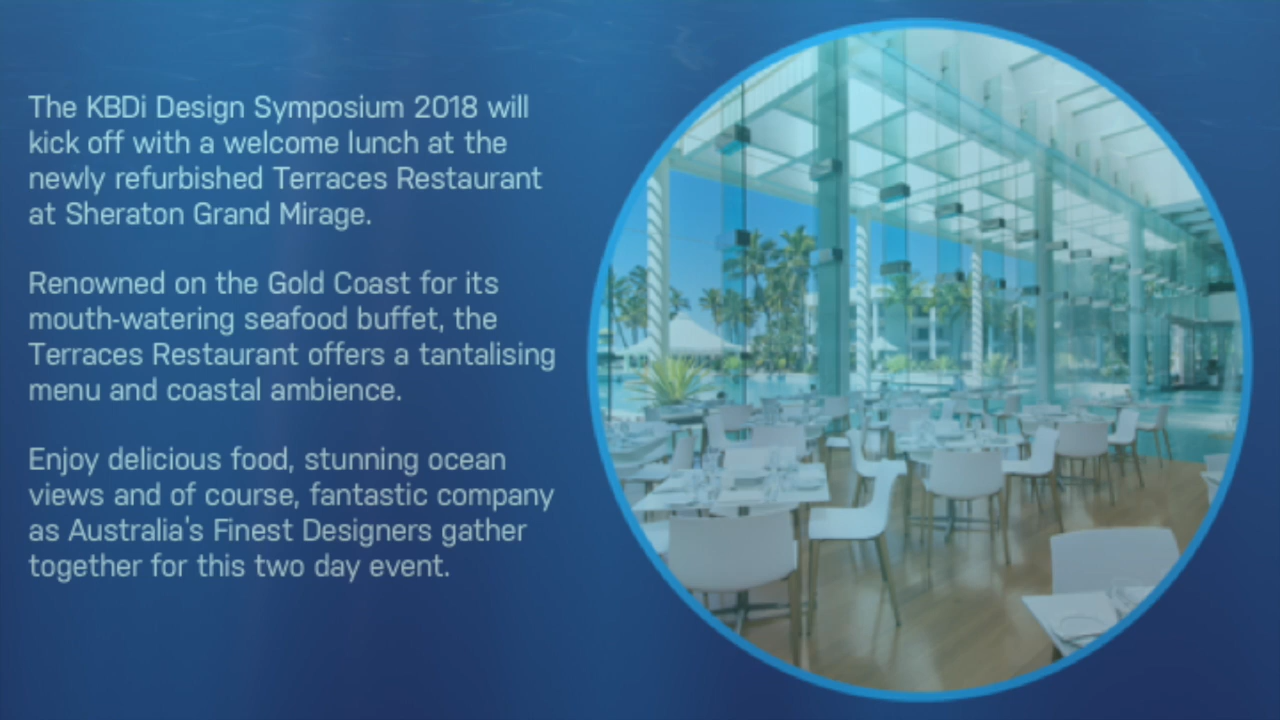 The KBDi Design Symposium 2018 will
kick off with a welcome lunch at the
newly refurbished Terraces Restaurant
at Sheraton Grand Mirage.
Renowned on the Gold Coast for its
mouth-watering seafood buffet, the
Terraces Restaurant offers a tantalising
menu and coastal ambience.
Enjoy delicious food, stunning ocean
views and of course, fantastic company
as Australia's Finest Designers gather
together for this two day event.